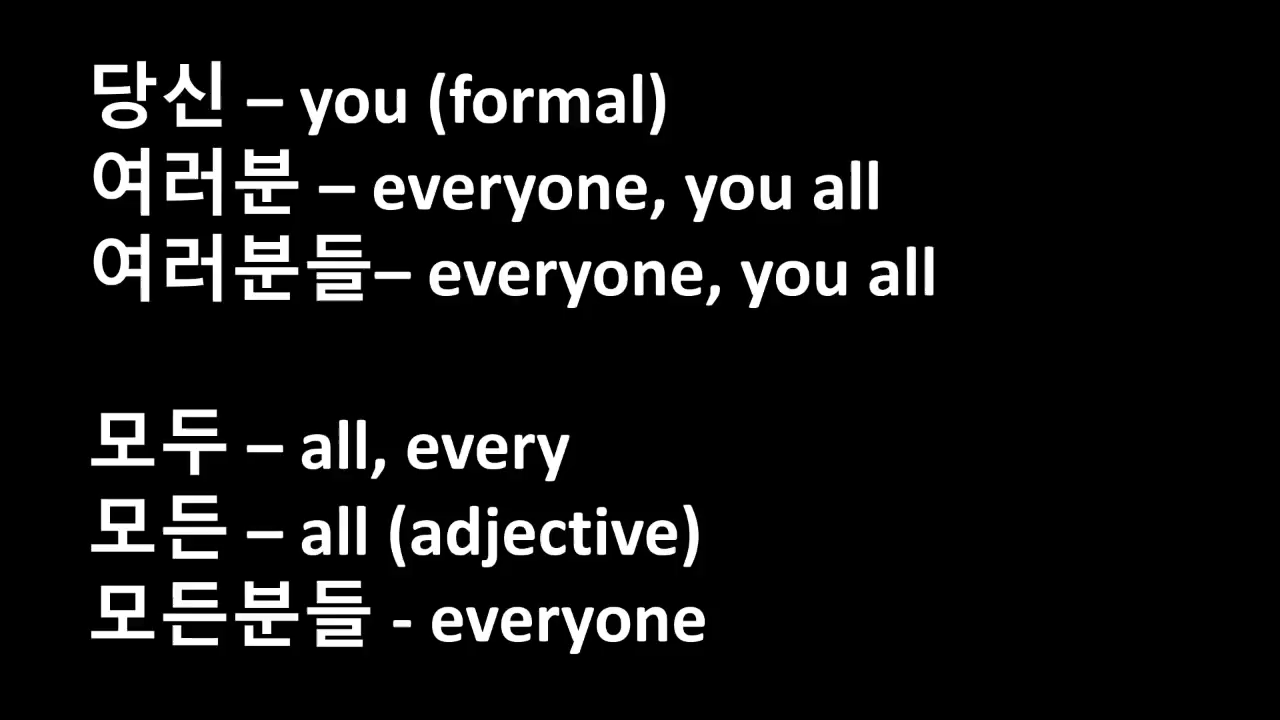 당신 – you (formal)
여러분 – everyone, you all
여러분들– everyone, you all
모두 – all, every
모든 – all (adjective)
모든분들 - everyone